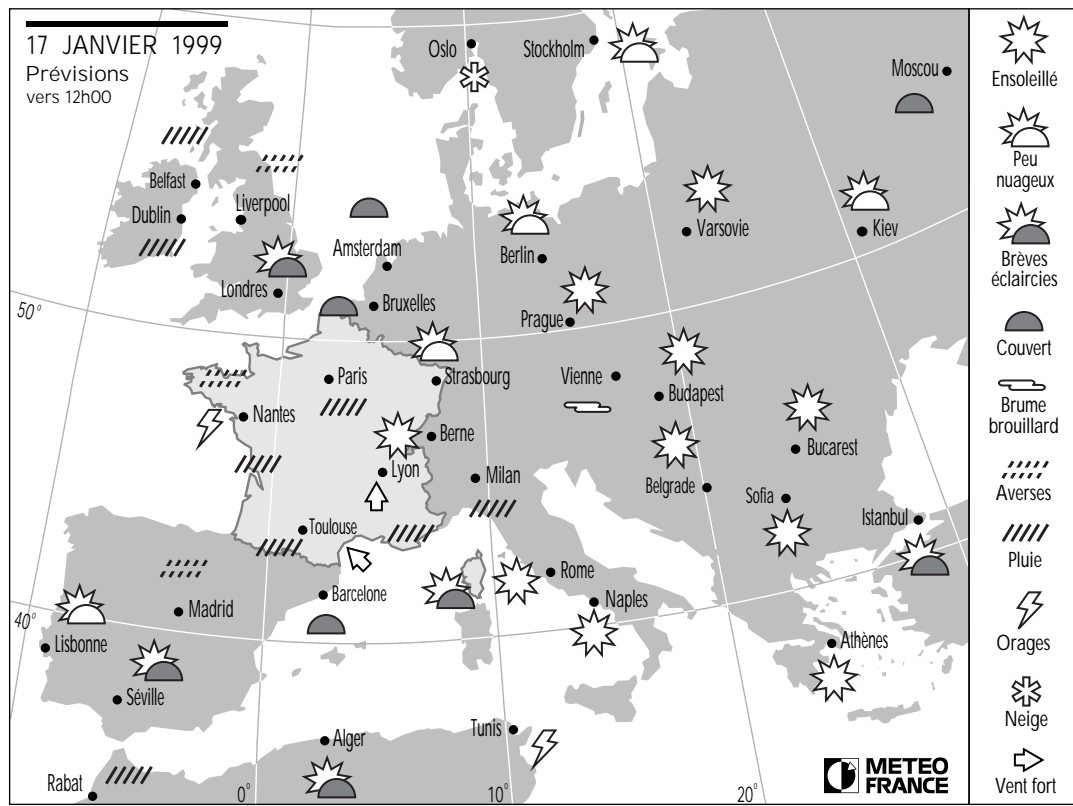 17 JANVIER 1999
Prévisions
vers 12h00
Oslo
Stockholm
Moscou
Belfast
Dublin
Liverpool
Amsterdam
Berlin
Varsovie
Kiev
Londres
Bruxelles
Prague
50°
Paris
Strasbourg
Vienne
Budapest
Nantes
Berne
Bucarest
Lyon
Milan
Belgrade
Sofia
Istanbul
Toulouse
Rome
Barcelone
Naples
Madrid
40°
Lisbonne
Athènes
Séville
Tunis
Alger
Rabat
0°
10°
20°
METEO
FRANCE
Ensoleillé
Peu
nuageux
Brèves
éclaircies
Couvert
Brume
brouillard
Averses
Pluie
Orages
Neige
Vent fort